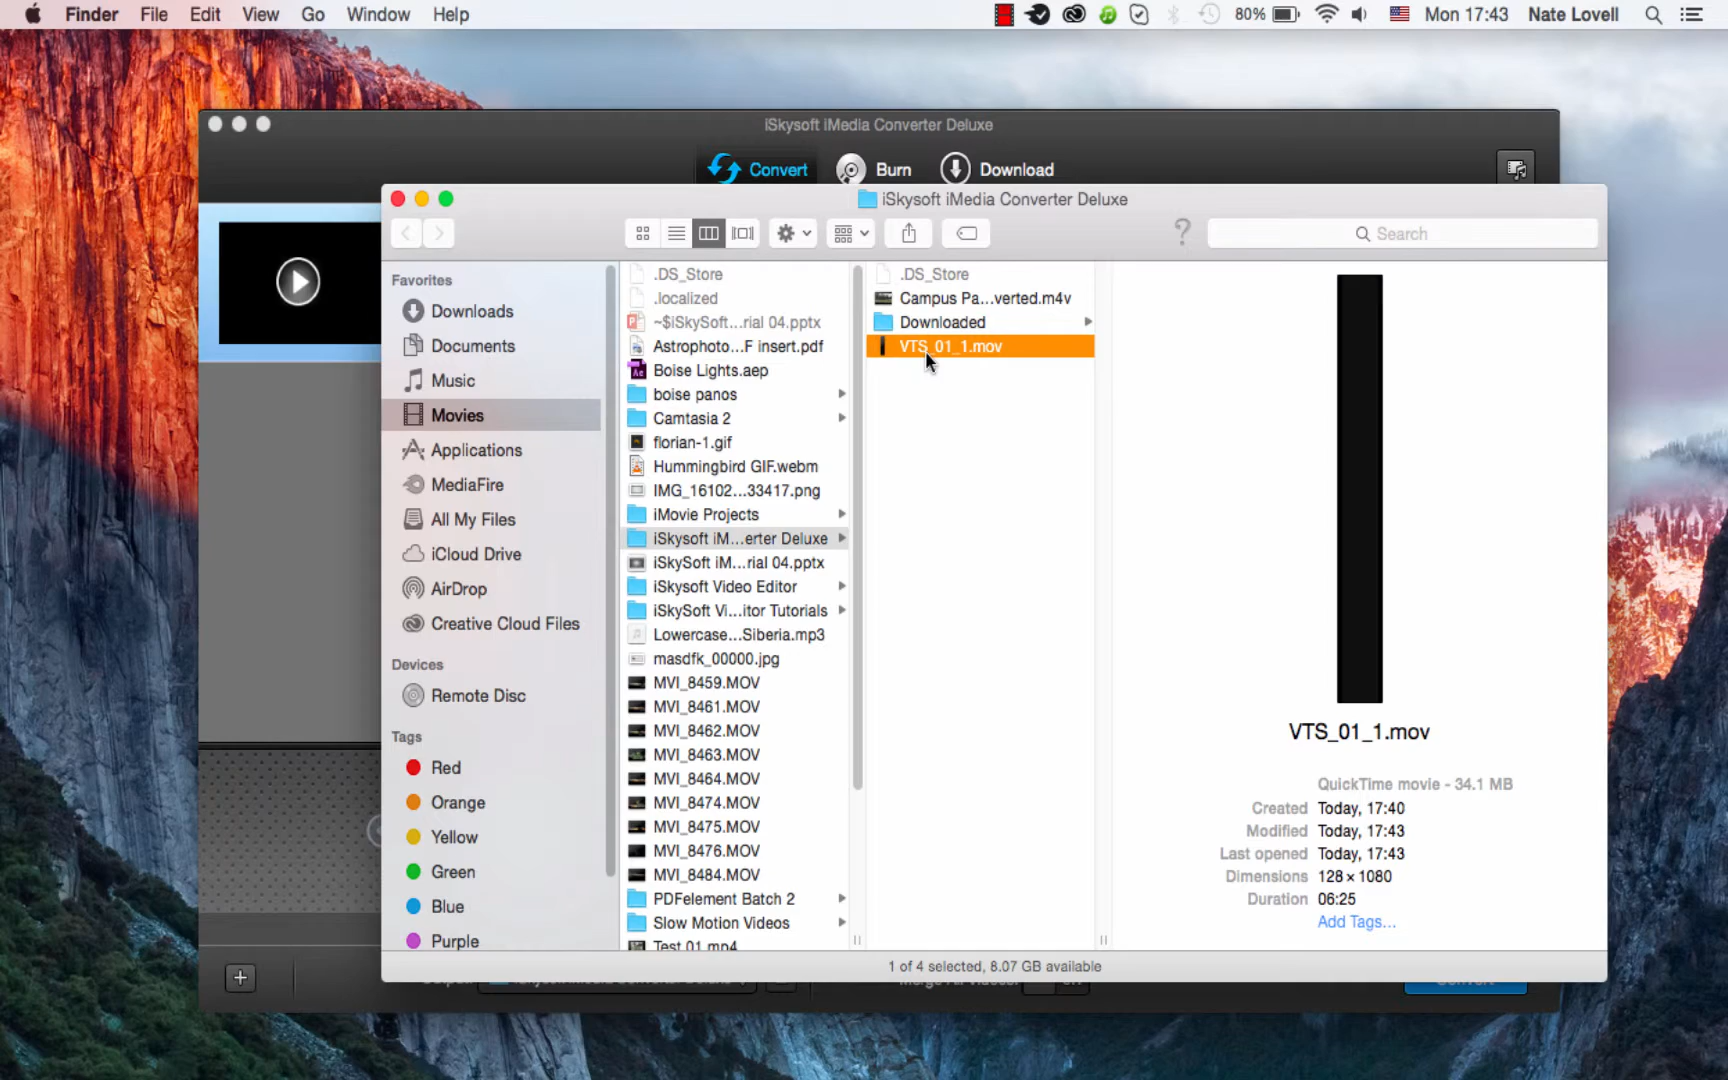 Finder File Edit View Go Window Help 80% Mon 17:43 Nate Lovell
iSkysoft iMedia Converter Deluxe
Convert Burn Download
iSkysoft iMedia Converter Deluxe
? Search
Favorites
Downloads
Documents
Music
Movies
Applications
MediaFire
All My Files
iCloud Drive
AirDrop
Creative Cloud Files
Devices
Remote Disc
Tags
Red
Orange
Yellow
Green
Blue
Purple
.DS_Store
.localized
~$iSkySoft...rial 04.pptx
Astrophoto...F insert.pdf
Boise Lights.aep
boise panos
Camtasia 2
florian-1.gif
Hummingbird GIF.webm
IMG_16102...33417.png
iMovie Projects
iSkysoft iM...erter Deluxe
iSkySoft iM...rial 04.pptx
iSkysoft Video Editor
iSkySoft Vi...itor Tutorials
Lowercase...Siberia.mp3
masdfk_00000.jpg
MVI_8459.MOV
MVI_8461.MOV
MVI_8462.MOV
MVI_8463.MOV
MVI_8464.MOV
MVI_8474.MOV
MVI_8475.MOV
MVI_8476.MOV
MVI_8484.MOV
PDFelement Batch 2
Slow Motion Videos
Test 01.mp4
.DS_Store
Campus Pa...verted.m4v
Downloaded
VTS_01_1.mov
VTS_01_1.mov
QuickTime movie - 34.1 MB
Created Today, 17:40
Modified Today, 17:43
Last opened Today, 17:43
Dimensions 128 × 1080
Duration 06:25
Add Tags...
1 of 4 selected, 8.07 GB available